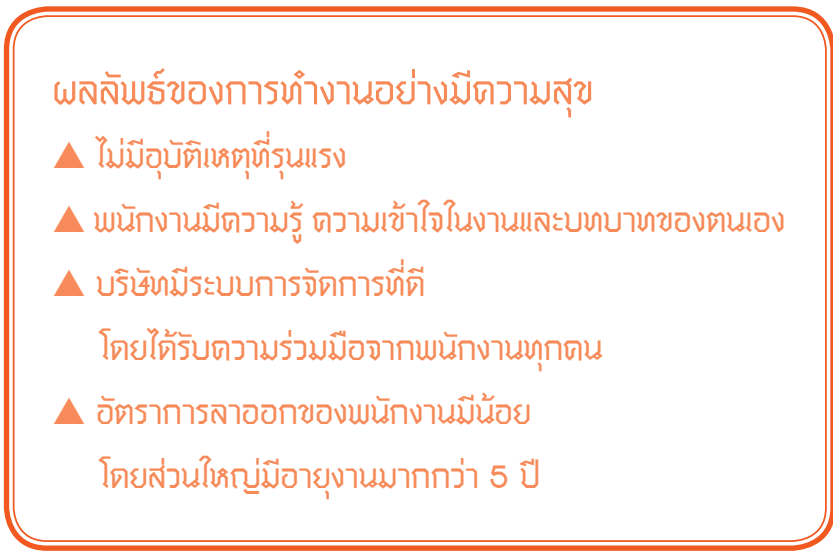 ผลลัพธ์ของการทำงานอย่างมีความสุข
▲ ไม่มีอุบัติเหตุที่รุนแรง
▲ พนักงานมีความรู้ ความเข้าใจในงานและบทบาทของตนเอง
▲ บริษัทมีระบบการจัดการที่ดี
โดยได้รับความร่วมมือจากพนักงานทุกคน
▲ อัตราการลาออกของพนักงานมีน้อย
โดยส่วนใหญ่มีอายุงานมากกว่า 5 ปี